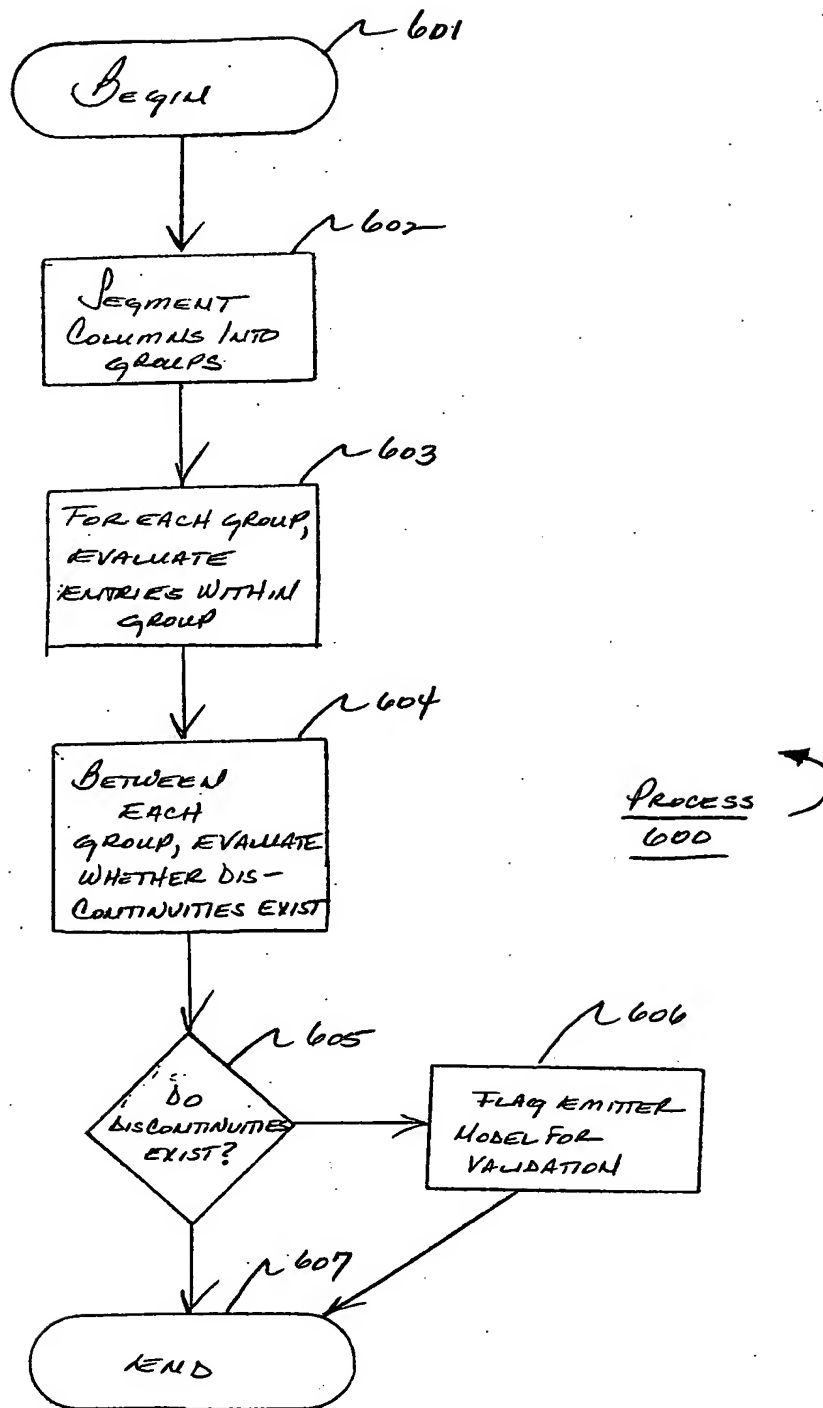 601
BEGIN
602
SEGMENT
COLUMNS INTO
GROUPS
603
FOR EACH GROUP,
EVALUATE
ENTRIES WITHIN
GROUP
604
BETWEEN
EACH
GROUP, EVALUATE
WHETHER DIS-
CONTINUITIES EXIST
PROCESS
600
605
DO
DISCONTINUITIES
EXIST?
606
FLAG EMITTER
MODEL FOR
VALIDATION
607
END